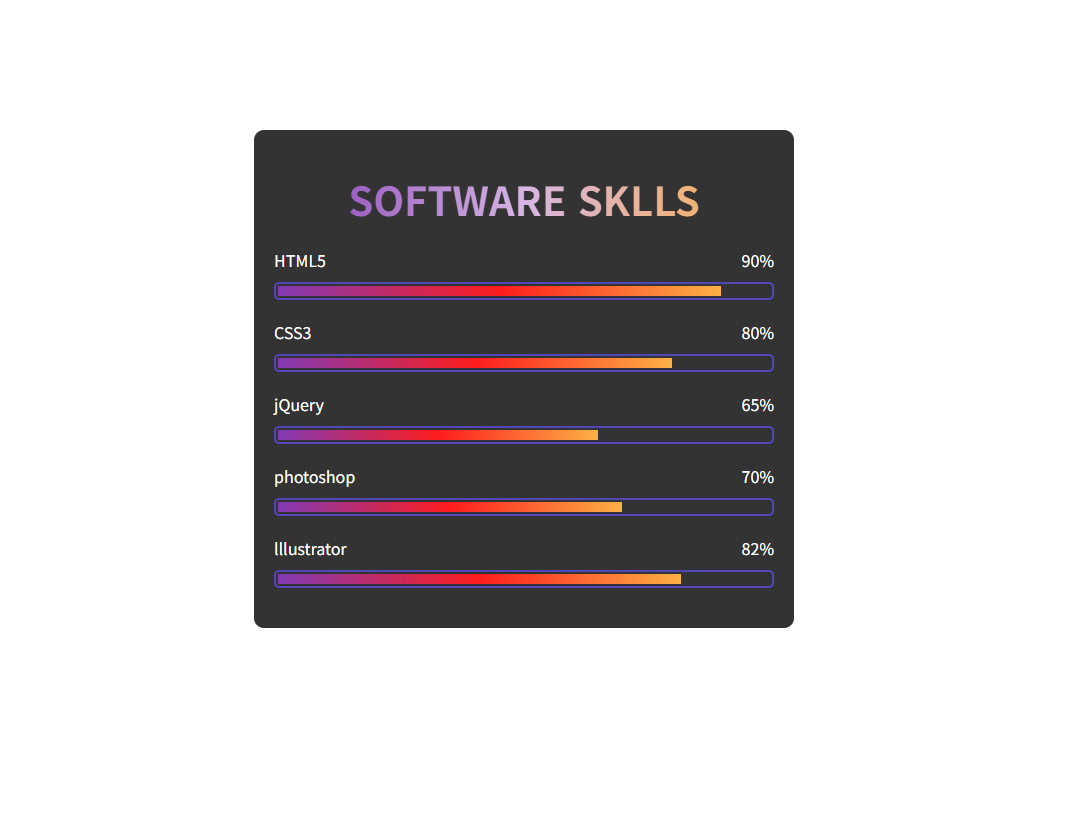 SOFTWARE SKLLS
HTML5 90%
CSS3 80%
jQuery 65%
photoshop 70%
lllustrator 82%